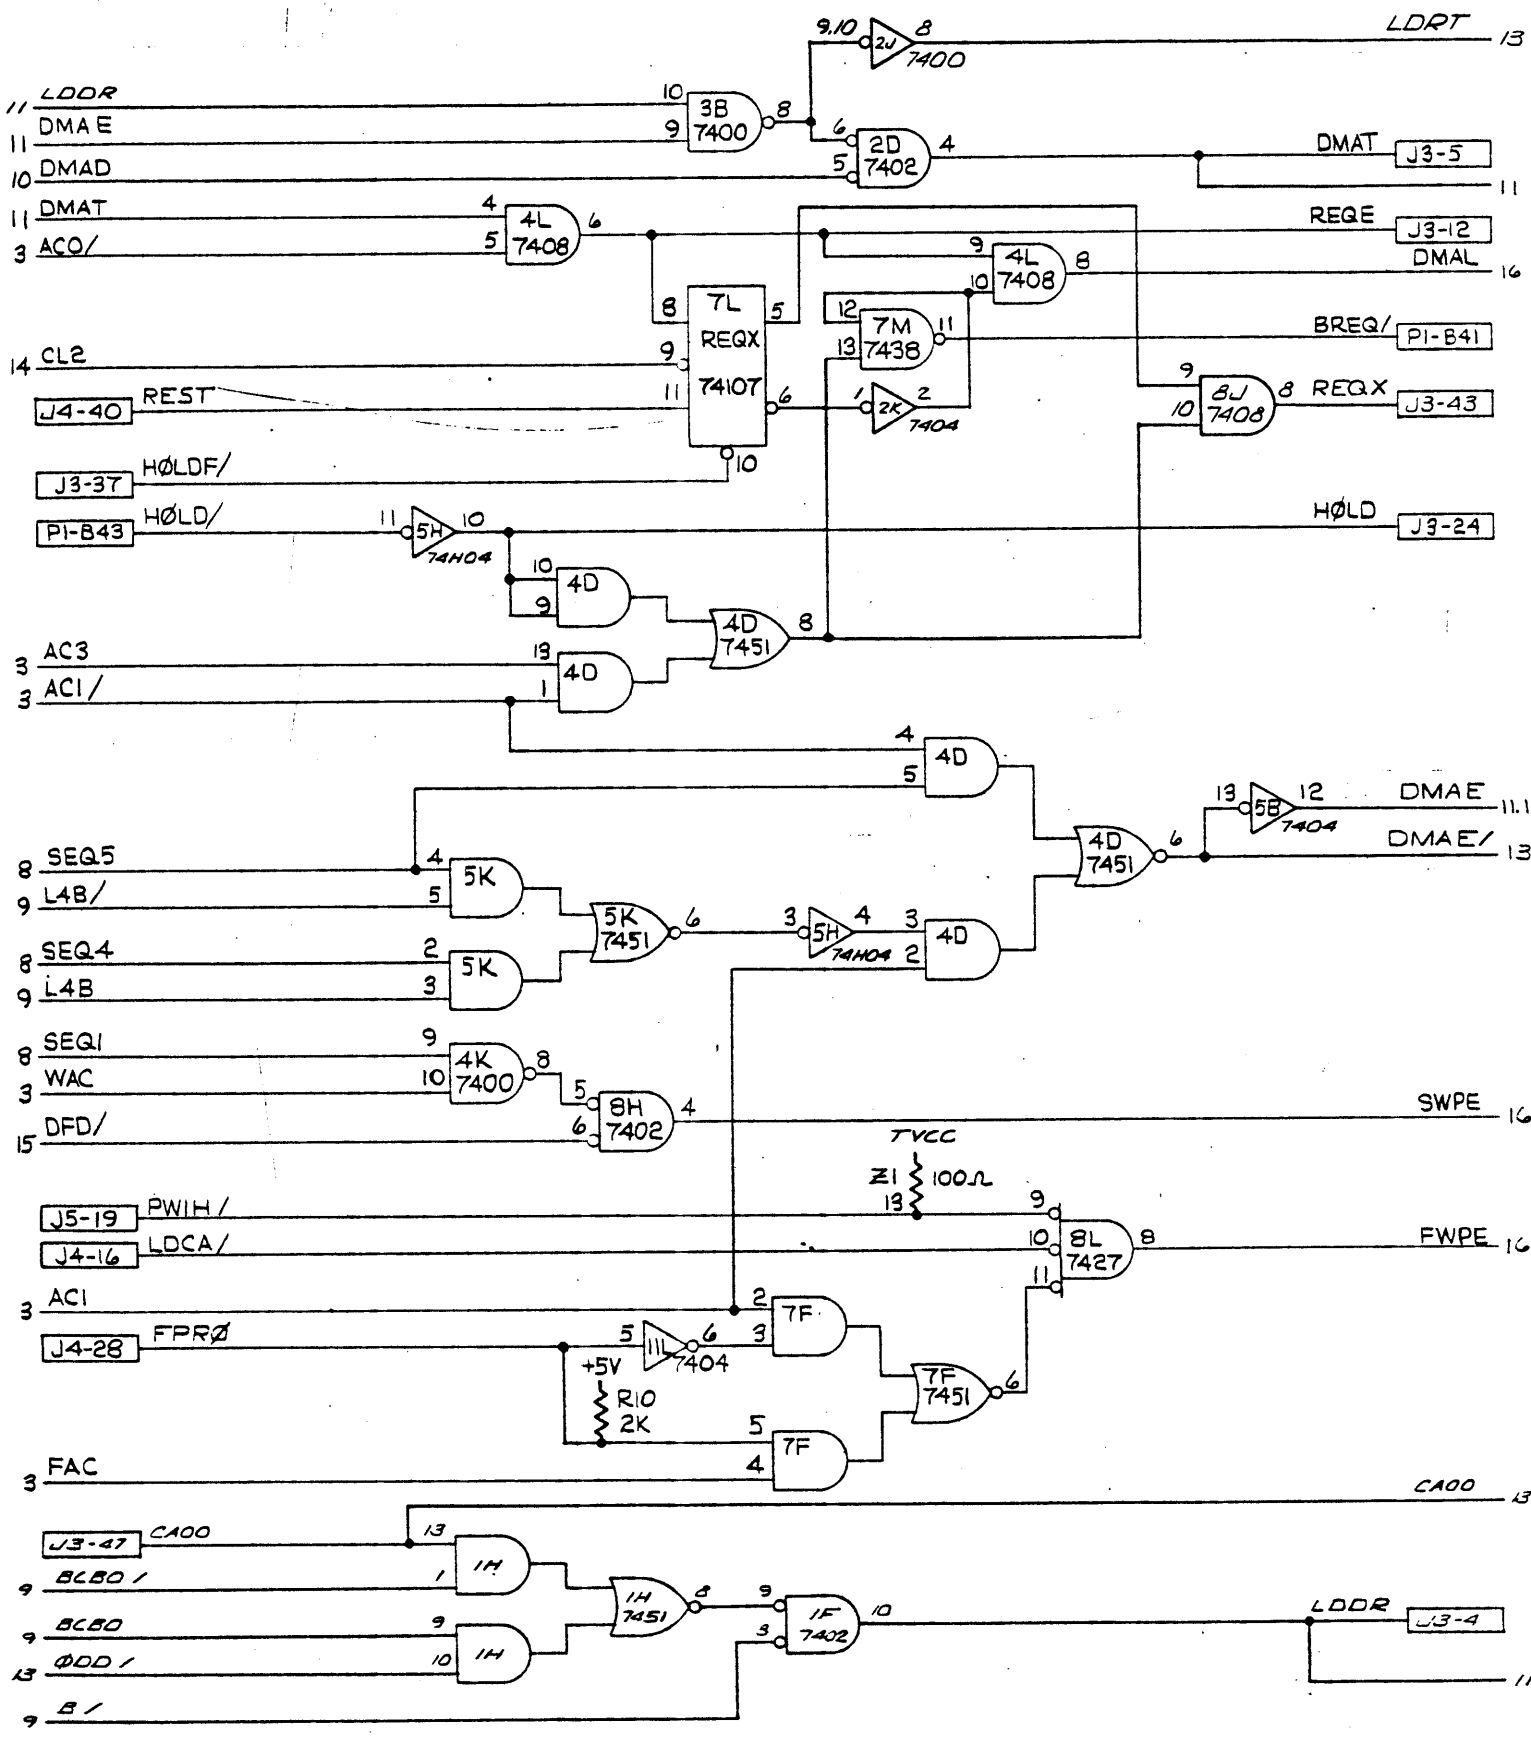 LDRT 13
9,10 2J 8
7400
11 LDDR 10 3B 8
11 DMAE 9 7400
6 2D 4 DMAT J3-5
10 DMAD 5 7402
11
11 DMAT 4 4L 6 REQE J3-12
3 AC0/ 5 7408
9 4L 8 DMAL 16
10 7408
8 7L 5
REQX
12 7M 11 BREQ/ P1-B41
13 7438
14 CL2 9
74107
J4-40 REST 11 6 1 2K 2
7404
9 8J 8 REQX J3-43
10 7408
J3-37 HØLDF/ 10
P1-B43 HØLD/ 11 5H 10 HØLD J3-24
74H04
10 4D
9
4D 8
7451
3 AC3 13 4D
3 AC1/ 1
4 4D
5
13 5B 12 DMAE 11.1
7404
4D 6 DMAE/ 13
7451
8 SEQ5 4 5K
9 L4B/ 5
5K 6 3 5H 4 3 4D
7451 74H04 2
8 SEQ4 2 5K
9 L4B 3
8 SEQ1 9 4K 8
3 WAC 10 7400
5 8H 4 SWPE 16
15 DFD/ 6 7402
TVCC
Z1 100Ω
13
J5-19 PWIH/ 9
J4-16 LDCA/ 10 8L 8 FWPE 16
11 7427
3 AC1 2 7F
J4-28 FPRØ 5 11L 6 3
7404
+5V
R10
2K
7F 6
7451
5 7F
3 FAC 4
CA00 13
J3-47 CA00 13 1H
9 BCB0/ 1
1H 8 9 1F 10 LDDR J3-4
7451 3 7402
9 BCB0 9 1H
13 ØDD/ 10
11
9 B/